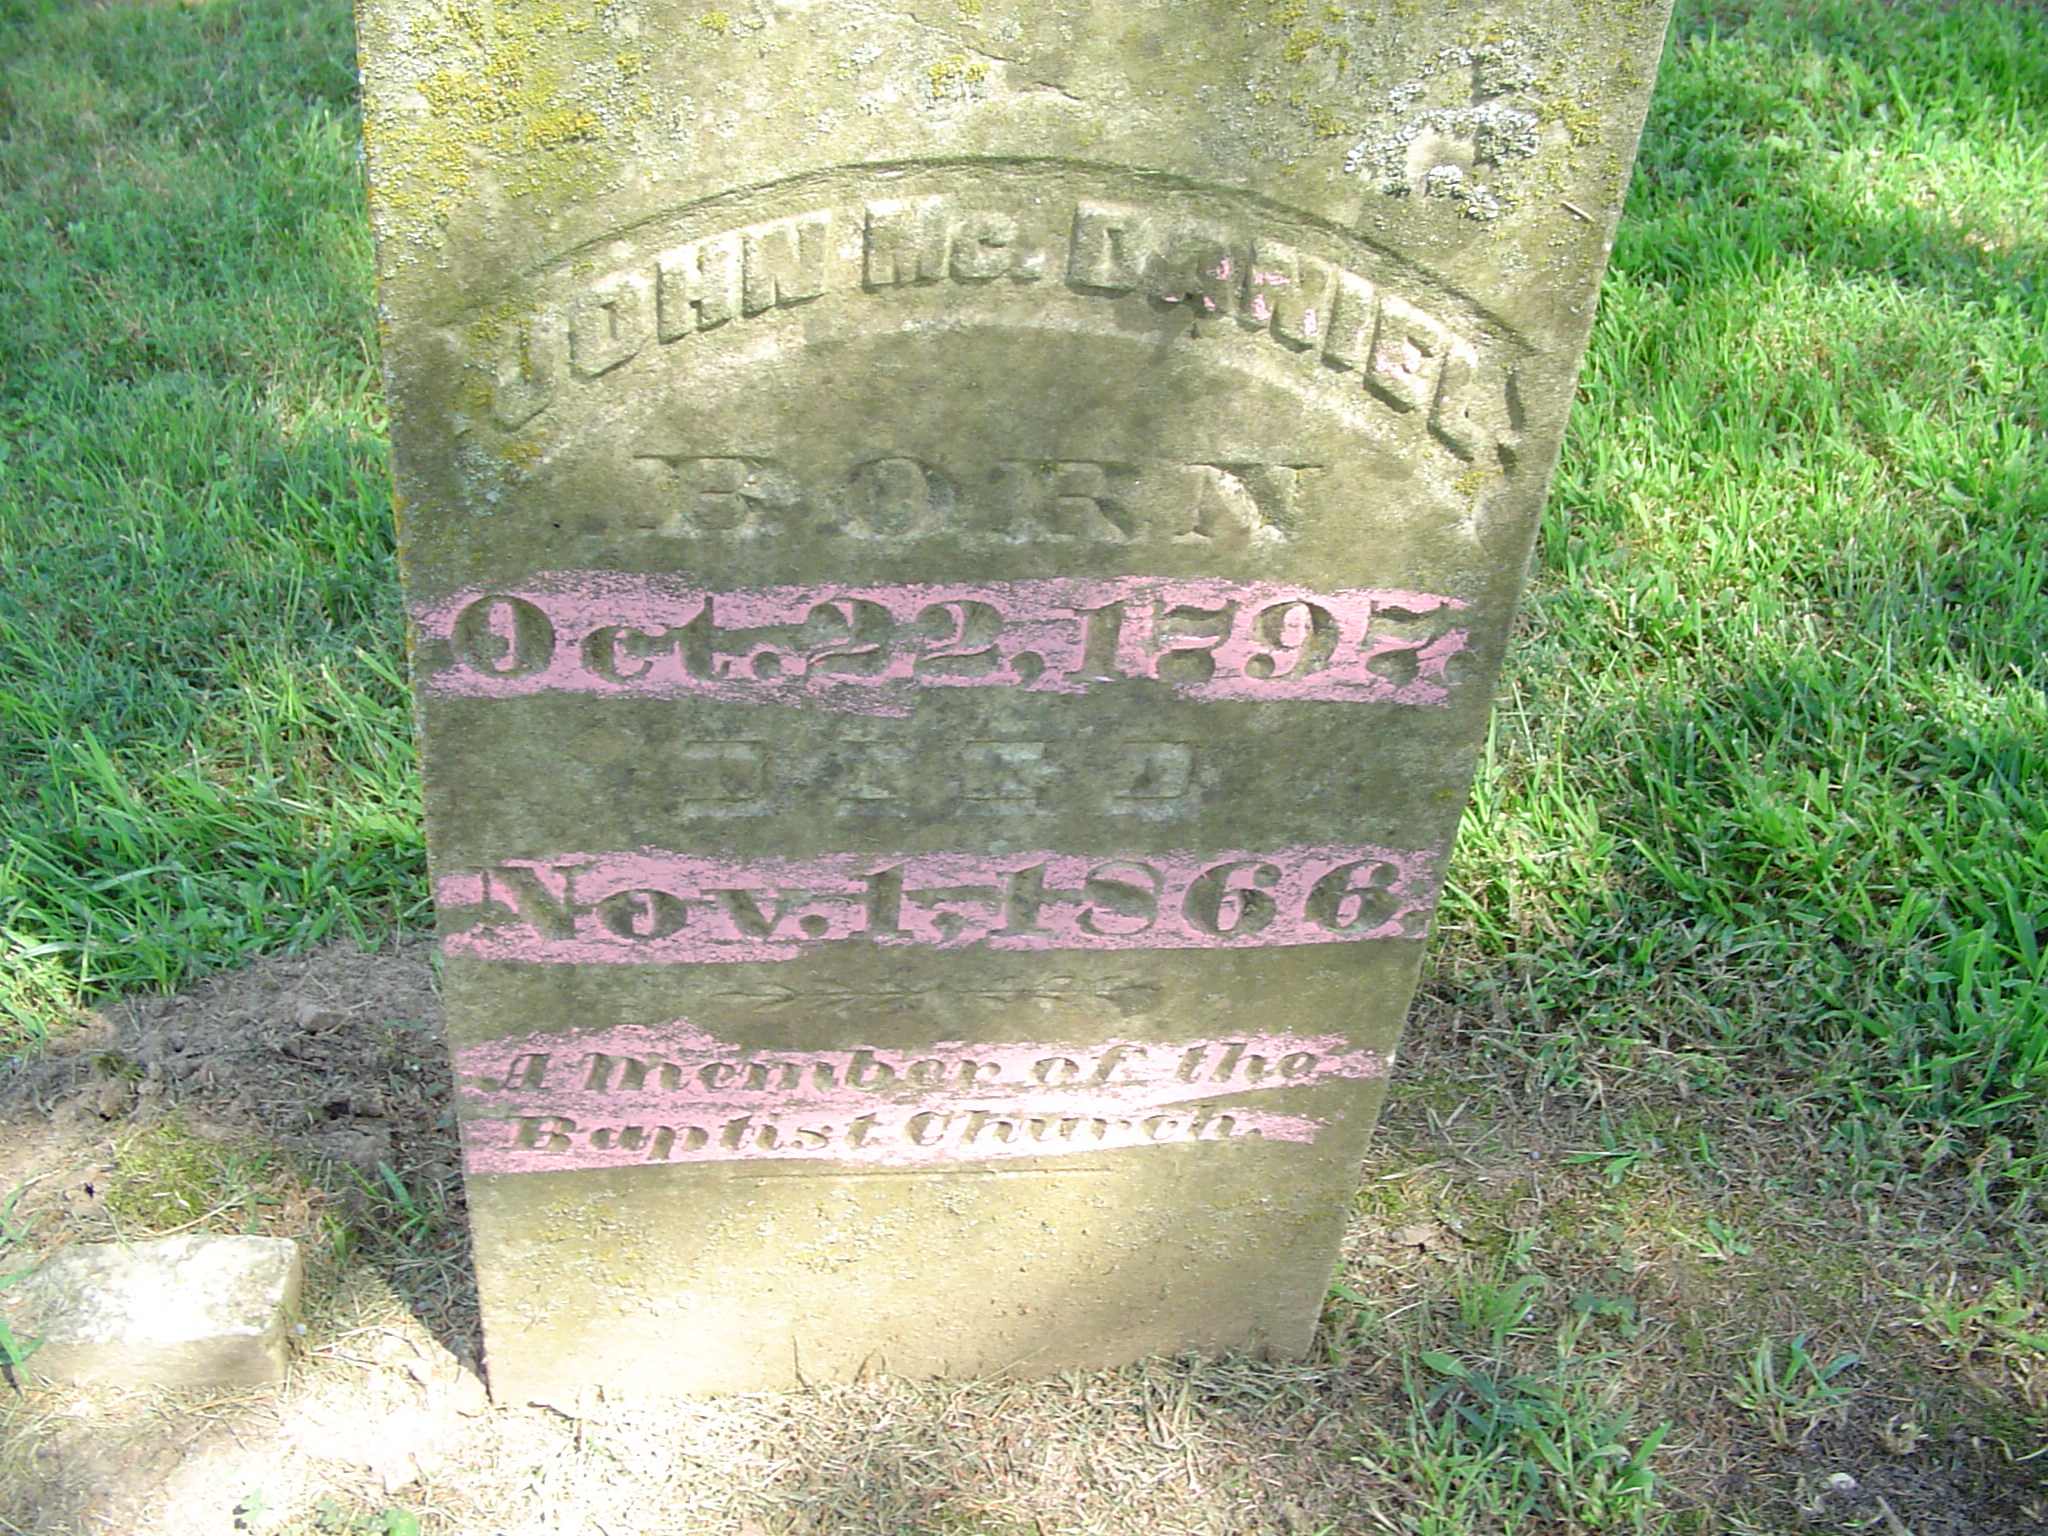 JOHN Mc. DANIEL,
BORN
Oct. 22, 1797.
DIED
Nov. 1, 1866.
A member of the
Baptist Church.